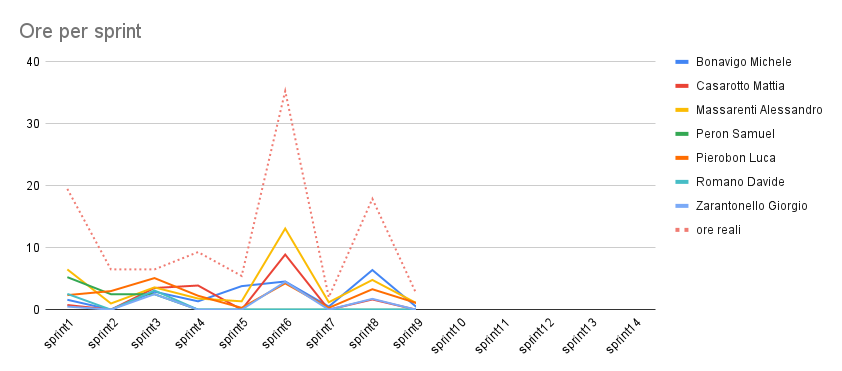 Ore per sprint
40
30
20
10
0
sprint1
sprint2
sprint3
sprint4
sprint5
sprint6
sprint7
sprint8
sprint9
sprint10
sprint11
sprint12
sprint13
sprint14
Bonavigo Michele
Casarotto Mattia
Massarenti Alessandro
Peron Samuel
Pierobon Luca
Romano Davide
Zarantonello Giorgio
ore reali